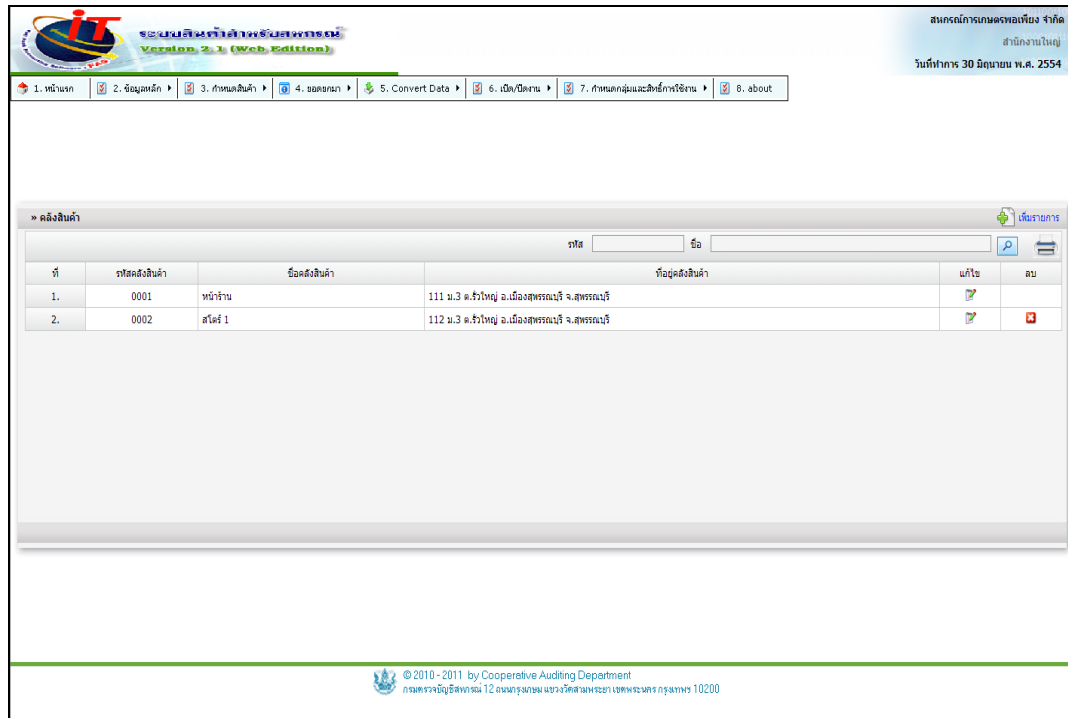 iT
FAS
ระบบสินค้าสำหรับสหกรณ์
Version 2.1 (Web Edition)
สหกรณ์การเกษตรพอเพียง จำกัด
สำนักงานใหญ่
วันที่ทำการ 30 มิถุนายน พ.ศ. 2554
1. หน้าแรก 2. ข้อมูลหลัก 3. กำหนดสินค้า 4. ยอดยกมา 5. Convert Data 6. เปิด/ปิดงาน 7. กำหนดกลุ่มและสิทธิ์การใช้งาน 8. about
» คลังสินค้า เพิ่มรายการ
รหัส ชื่อ
ที่ รหัสคลังสินค้า ชื่อคลังสินค้า ที่อยู่คลังสินค้า แก้ไข ลบ
1. 0001 หน้าร้าน 111 ม.3 ต.รั้วใหญ่ อ.เมืองสุพรรณบุรี จ.สุพรรณบุรี
2. 0002 สโตร์ 1 112 ม.3 ต.รั้วใหญ่ อ.เมืองสุพรรณบุรี จ.สุพรรณบุรี
© 2010 - 2011 by Cooperative Auditing Department
กรมตรวจบัญชีสหกรณ์ 12 ถนนกรุงเกษม แขวงวัดสามพระยา เขตพระนคร กรุงเทพฯ 10200